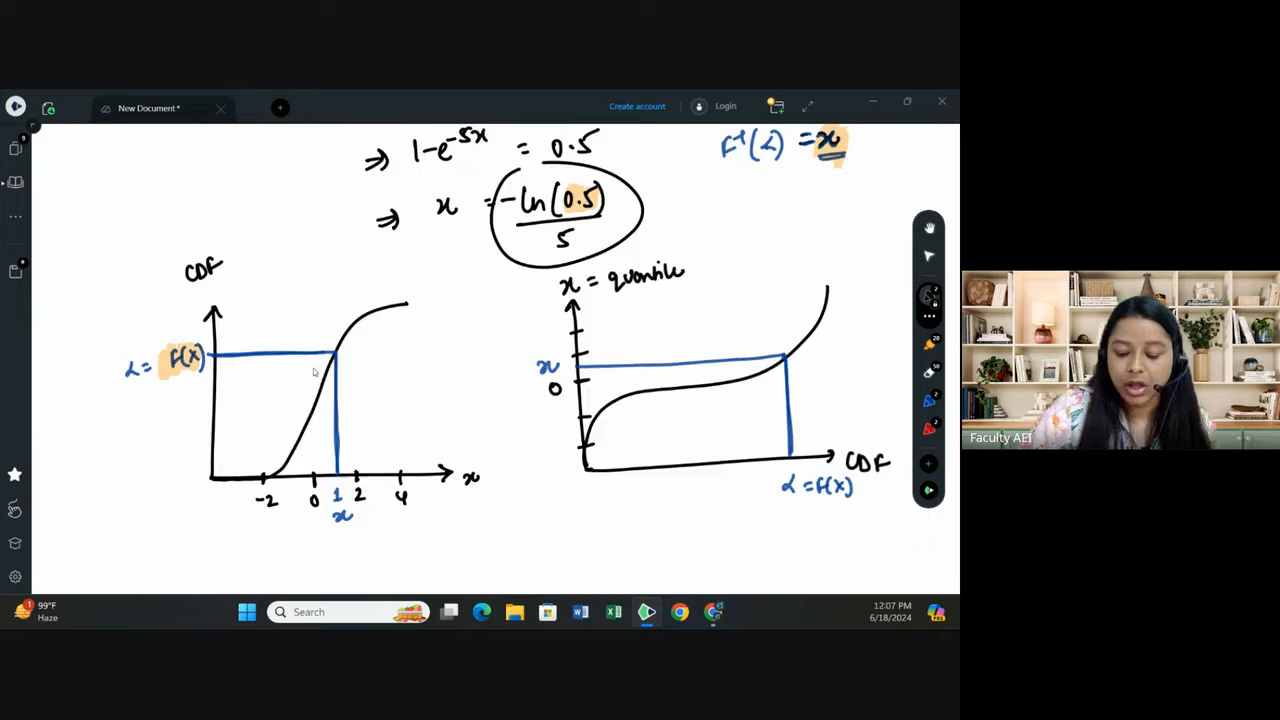 New Document*
Create account
Login
⇒ 1-e^-5x = 0.5
F^-1(α) = x
⇒ x = -ln(0.5)/5
CDF
α = F(x)
-2 0 1 2 4
x
x
x = quantile
x
0
CDF
α = F(x)
Faculty AEI
99°F
Haze
Search
12:07 PM
6/18/2024